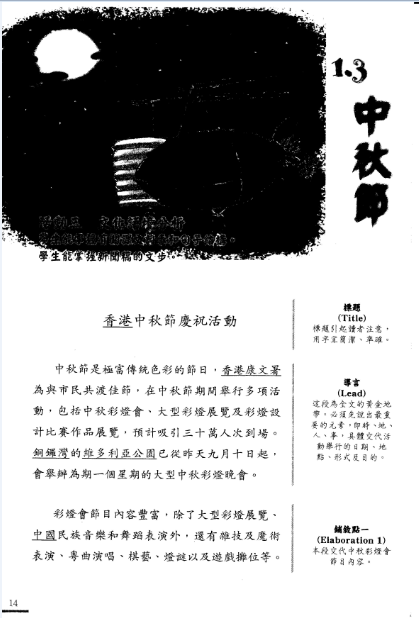 1.3
中秋節
學生能掌握新聞稿的文步。
香港中秋節慶祝活動
中秋節是極富傳統色彩的節日，香港康文署
為與市民共渡佳節，在中秋節期間舉行多項活
動，包括中秋彩燈會、大型彩燈展覽及彩燈設
計比賽作品展覽，預計吸引三十萬人次到場。
銅鑼灣的維多利亞公園已從昨天九月十日起，
會舉辦為期一個星期的大型中秋彩燈晚會。
彩燈會節目內容豐富，除了大型彩燈展覽、
中國民族音樂和舞蹈表演外，還有雜技及魔術
表演、粵曲演唱、棋藝、燈謎以及遊戲攤位等。
標題
(Title)
標題引起讀者注意，
用字宜簡潔、準確。
導言
(Lead)
這段為全文的黃金地
帶，必須先說出最重
要的元素，即時、地、
人、事，具體交代活
動舉行的日期、地
點、形式及目的。
鋪敘點一
(Elaboration 1)
本段交代中秋彩燈會
節目內容。
14